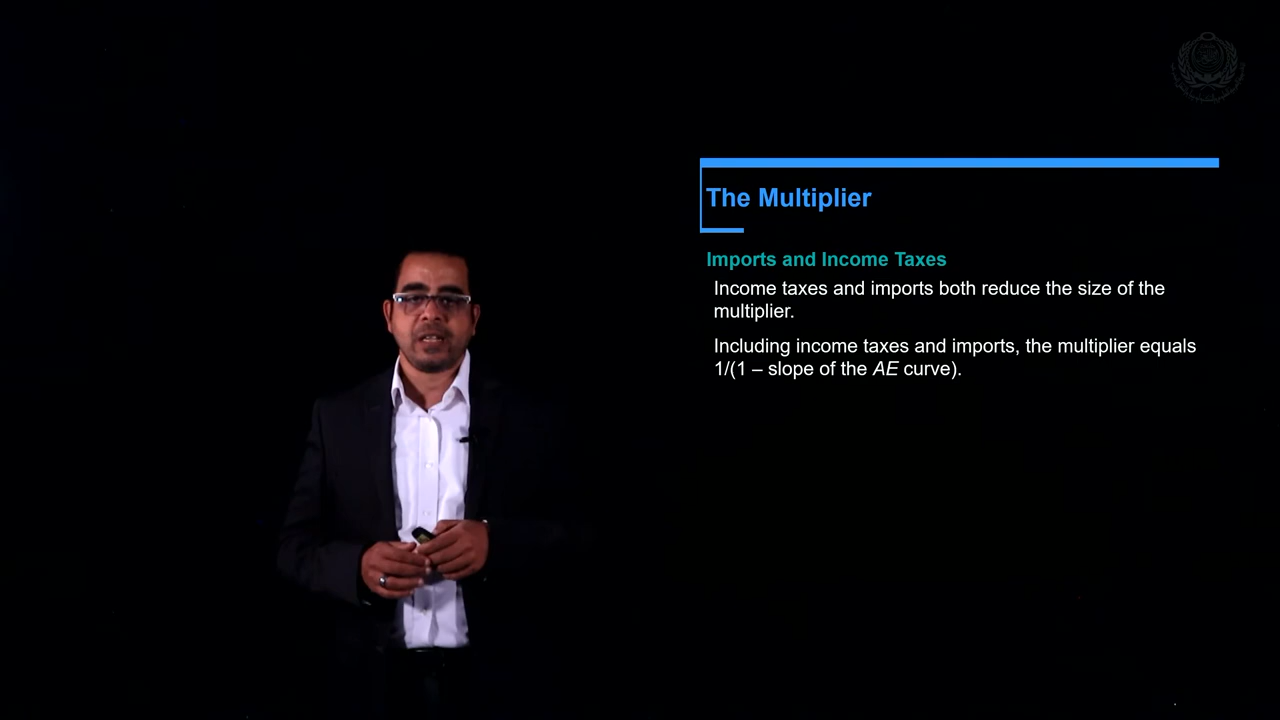 The Multiplier
Imports and Income Taxes
Income taxes and imports both reduce the size of the
multiplier.
Including income taxes and imports, the multiplier equals
1/(1 – slope of the AE curve).